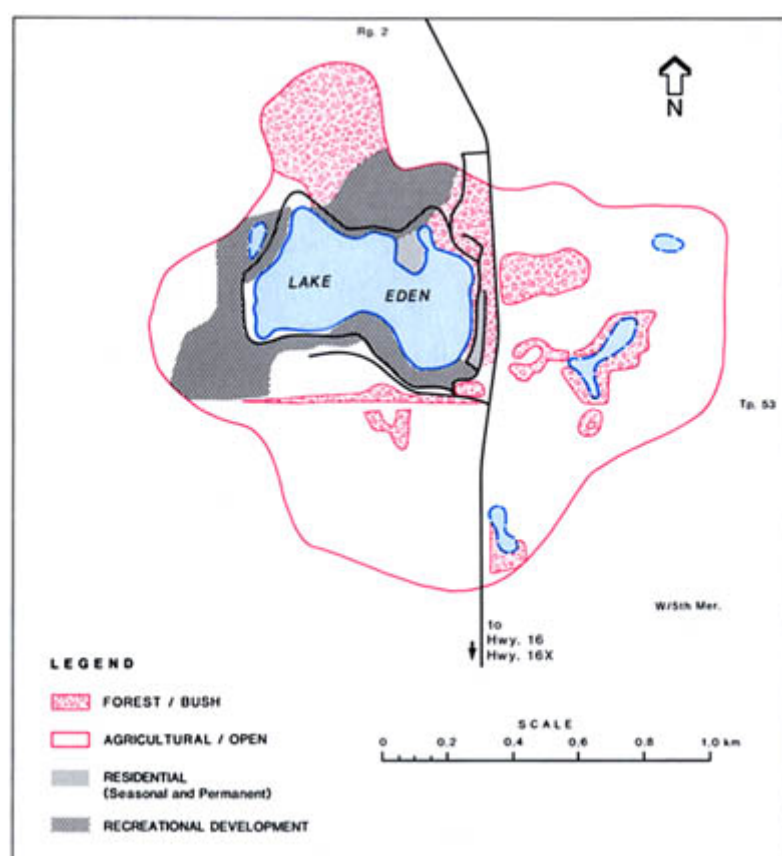 Rp. 2
N
LAKE EDEN
Tp. 53
W/5th Mer.
to
Hwy. 16
Hwy. 16X
LEGEND
FOREST / BUSH
AGRICULTURAL / OPEN
RESIDENTIAL
(Seasonal and Permanent)
RECREATIONAL DEVELOPMENT
SCALE
0 0,2 0,4 0,6 0,8 1,0 km